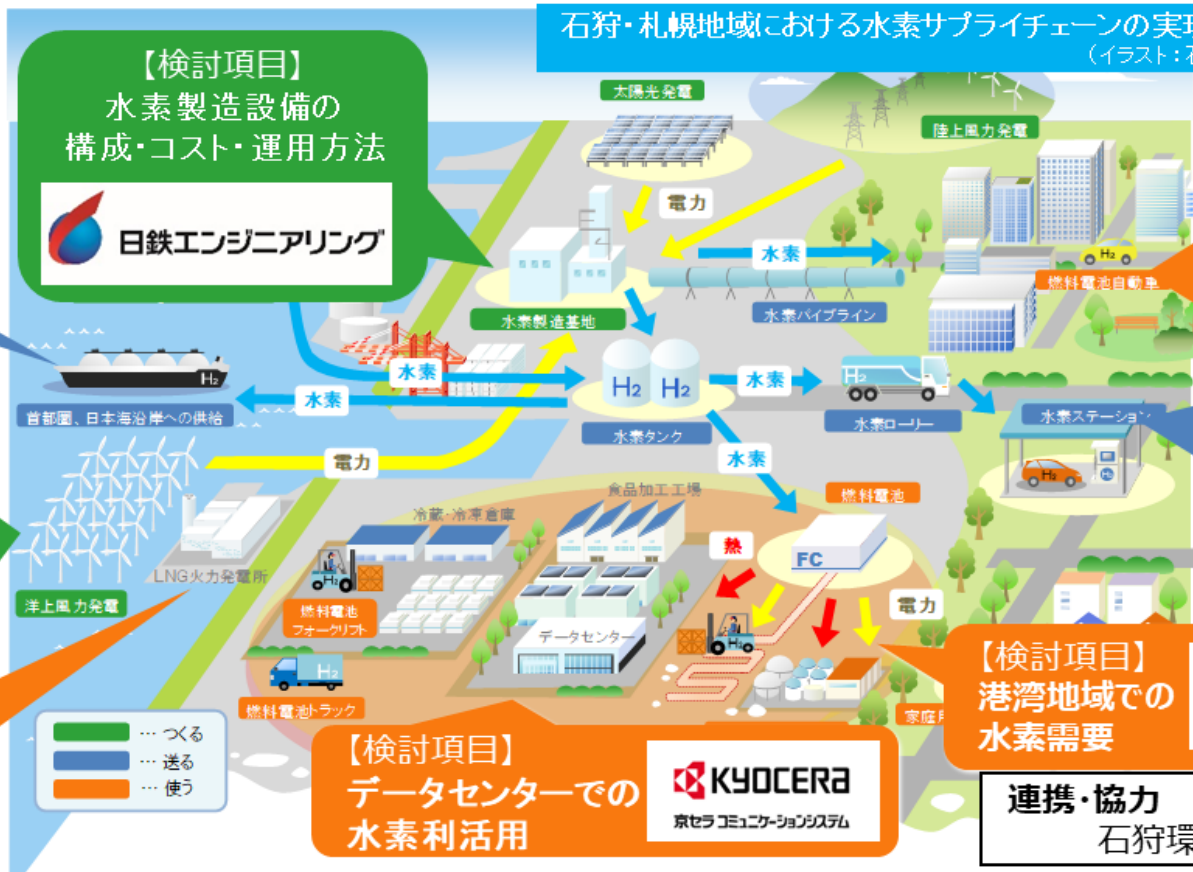 石狩・札幌地域における水素サプライチェーンの実現
（イラスト：石
【検討項目】
水素製造設備の
構成・コスト・運用方法
日鉄エンジニアリング
太陽光発電
陸上風力発電
電力
水素
H2
燃料電池自動車
水素製造基地
水素パイプライン
H2
水素
H2 H2
水素
H2
水素
首都圏、日本海沿岸への供給
水素タンク
水素ローリー
水素ステーション
電力
水素
H2
H2
食品加工工場
燃料電池
冷蔵・冷凍倉庫
熱
FC
H2
LNG火力発電所
洋上風力発電
燃料電池
フォークリフト
電力
データセンター
H2
H2
燃料電池トラック
家庭用
【検討項目】
港湾地域での
水素需要
… つくる
… 送る
… 使う
【検討項目】
データセンターでの
水素利活用
KYOCERA
京セラコミュニケーションシステム
連携・協力
石狩環